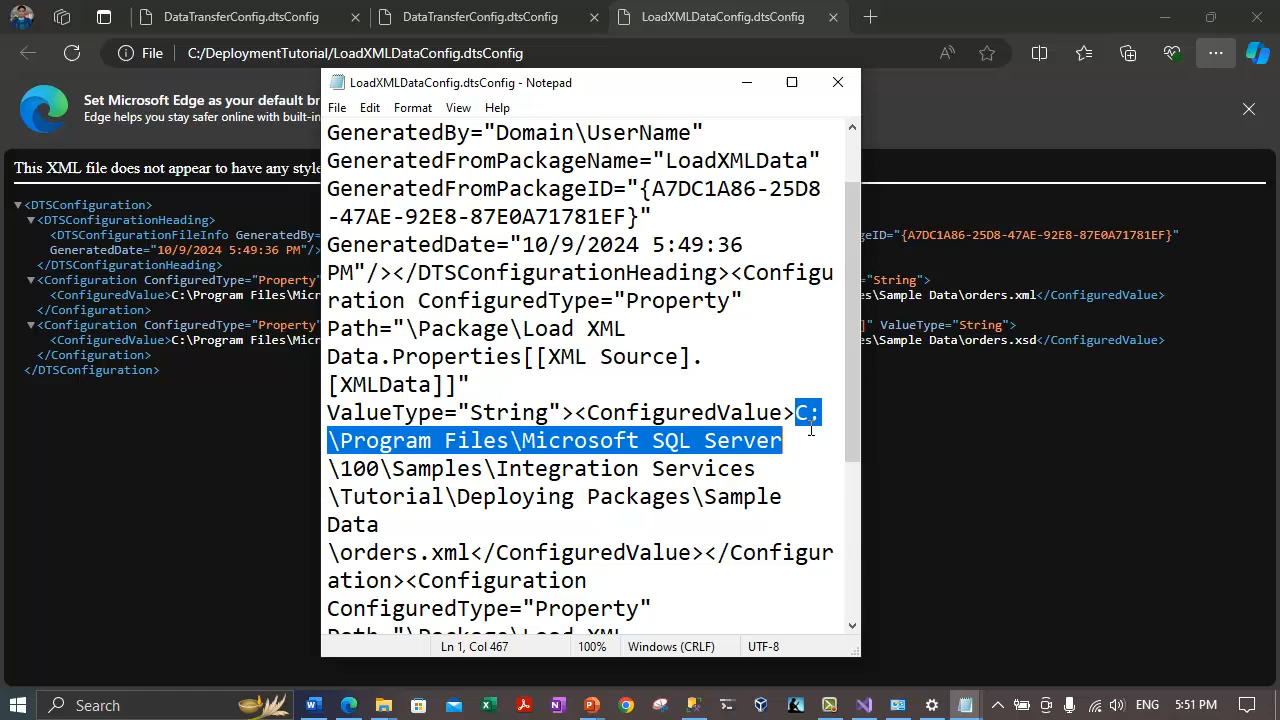 DataTransferConfig.dtsConfig
DataTransferConfig.dtsConfig
LoadXMLDataConfig.dtsConfig
File
C:/DeploymentTutorial/LoadXMLDataConfig.dtsConfig
Set Microsoft Edge as your default br
Edge helps you stay safer online with built-in
This XML file does not appear to have any style
<DTSConfiguration>
<DTSConfigurationHeading>
<DTSConfigurationFileInfo GeneratedBy=
geID="{A7DC1A86-25D8-47AE-92E8-87E0A71781EF}"
GeneratedDate="10/9/2024 5:49:36 PM"/>
</DTSConfigurationHeading>
<Configuration ConfiguredType="Property"
="String">
<ConfiguredValue>C:\Program Files\Micr
es\Sample Data\orders.xml</ConfiguredValue>
</Configuration>
<Configuration ConfiguredType="Property"
]" ValueType="String">
<ConfiguredValue>C:\Program Files\Micr
es\Sample Data\orders.xsd</ConfiguredValue>
</Configuration>
</DTSConfiguration>
LoadXMLDataConfig.dtsConfig - Notepad
File Edit Format View Help
GeneratedBy="Domain\UserName"
GeneratedFromPackageName="LoadXMLData"
GeneratedFromPackageID="{A7DC1A86-25D8
-47AE-92E8-87E0A71781EF}"
GeneratedDate="10/9/2024 5:49:36
PM"/></DTSConfigurationHeading><Configu
ration ConfiguredType="Property"
Path="\Package\Load XML
Data.Properties[[XML Source].
[XMLData]]"
ValueType="String"><ConfiguredValue>C;
\Program Files\Microsoft SQL Server
\100\Samples\Integration Services
\Tutorial\Deploying Packages\Sample
Data
\orders.xml</ConfiguredValue></Configur
ation><Configuration
ConfiguredType="Property"
Path="\Package\Load XML
Ln 1, Col 467
100%
Windows (CRLF)
UTF-8
Search
ENG
5:51 PM